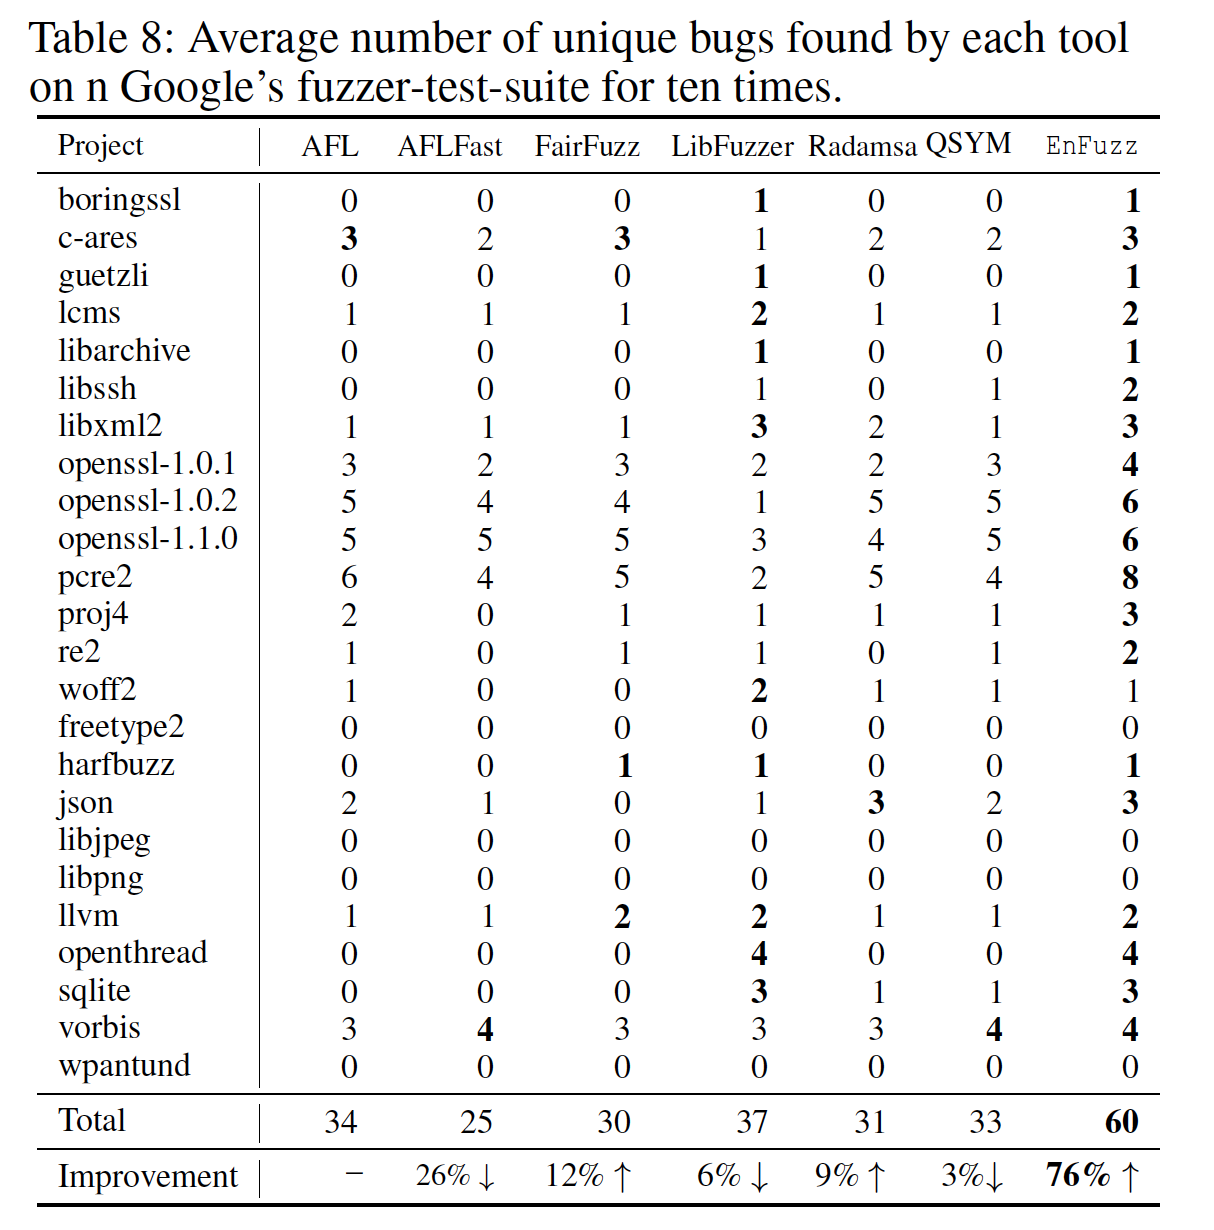 Table 8: Average number of unique bugs found by each tool
on n Google's fuzzer-test-suite for ten times.
Project AFL AFLFast FairFuzz LibFuzzer Radamsa QSYM EnFuzz
boringssl 0 0 0 1 0 0 1
c-ares 3 2 3 1 2 2 3
guetzli 0 0 0 1 0 0 1
lcms 1 1 1 2 1 1 2
libarchive 0 0 0 1 0 0 1
libssh 0 0 0 1 0 1 2
libxml2 1 1 1 3 2 1 3
openssl-1.0.1 3 2 3 2 2 3 4
openssl-1.0.2 5 4 4 1 5 5 6
openssl-1.1.0 5 5 5 3 4 5 6
pcre2 6 4 5 2 5 4 8
proj4 2 0 1 1 1 1 3
re2 1 0 1 1 0 1 2
woff2 1 0 0 2 1 1 1
freetype2 0 0 0 0 0 0 0
harfbuzz 0 0 1 1 0 0 1
json 2 1 0 1 3 2 3
libjpeg 0 0 0 0 0 0 0
libpng 0 0 0 0 0 0 0
llvm 1 1 2 2 1 1 2
openthread 0 0 0 4 0 0 4
sqlite 0 0 0 3 1 1 3
vorbis 3 4 3 3 3 4 4
wpantund 0 0 0 0 0 0 0
Total 34 25 30 37 31 33 60
Improvement – 26% ↓ 12% ↑ 6% ↓ 9% ↑ 3%↓ 76% ↑